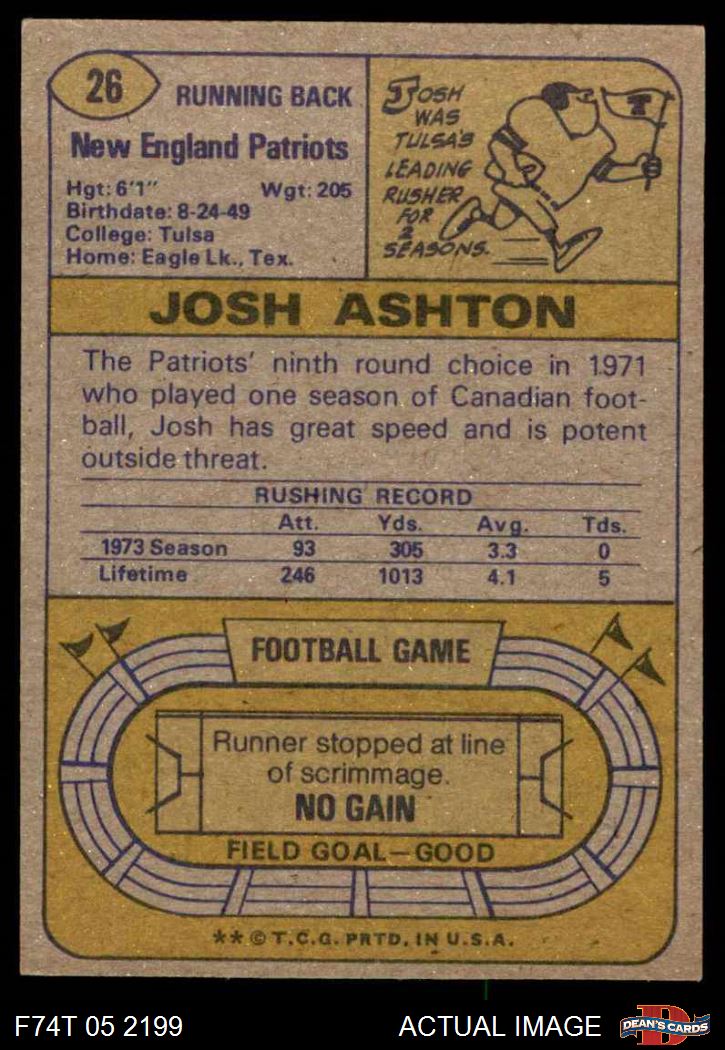 26
RUNNING BACK
New England Patriots
Hgt: 6'1" Wgt: 205
Birthdate: 8-24-49
College: Tulsa
Home: Eagle Lk., Tex.
JOSH
WAS
TULSA'S
LEADING
RUSHER
FOR
2
SEASONS.
T
JOSH ASHTON
The Patriots' ninth round choice in 1971
who played one season of Canadian foot-
ball, Josh has great speed and is potent
outside threat.
RUSHING RECORD
Att. Yds. Avg. Tds.
1973 Season 93 305 3.3 0
Lifetime 246 1013 4.1 5
FOOTBALL GAME
Runner stopped at line
of scrimmage.
NO GAIN
FIELD GOAL—GOOD
** © T.C.G. PRTD. IN U.S.A.
F74T 05 2199 ACTUAL IMAGE
D
DEAN'S CARDS